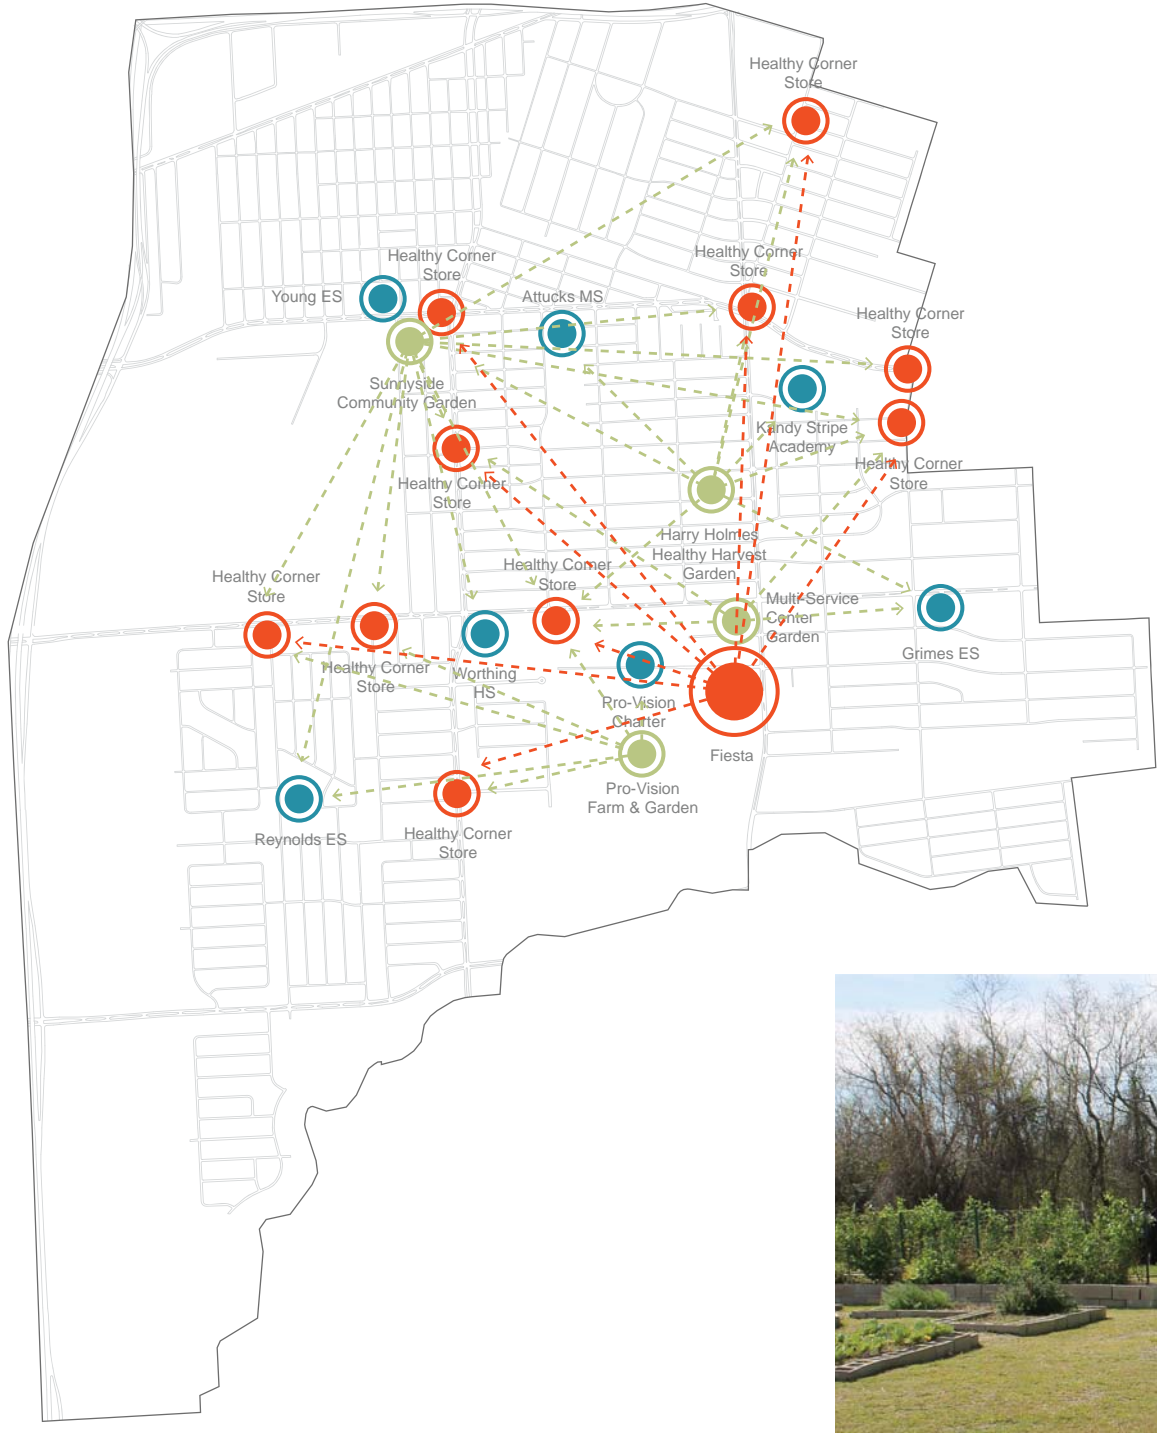 Healthy Corner
Store
Healthy Corner
Store
Healthy Corner
Store
Young ES
Attucks MS
Healthy Corner
Store
Sunnyside
Community Garden
Kandy Stripe
Academy
Healthy Corner
Store
Healthy Corner
Store
Harry Holmes
Healthy Harvest
Garden
Healthy Corner
Store
Healthy Corner
Store
Multi-Service
Center
Garden
Grimes ES
Healthy Corner
Store
Worthing
HS
Pro-Vision
Charter
Fiesta
Pro-Vision
Farm & Garden
Reynolds ES
Healthy Corner
Store